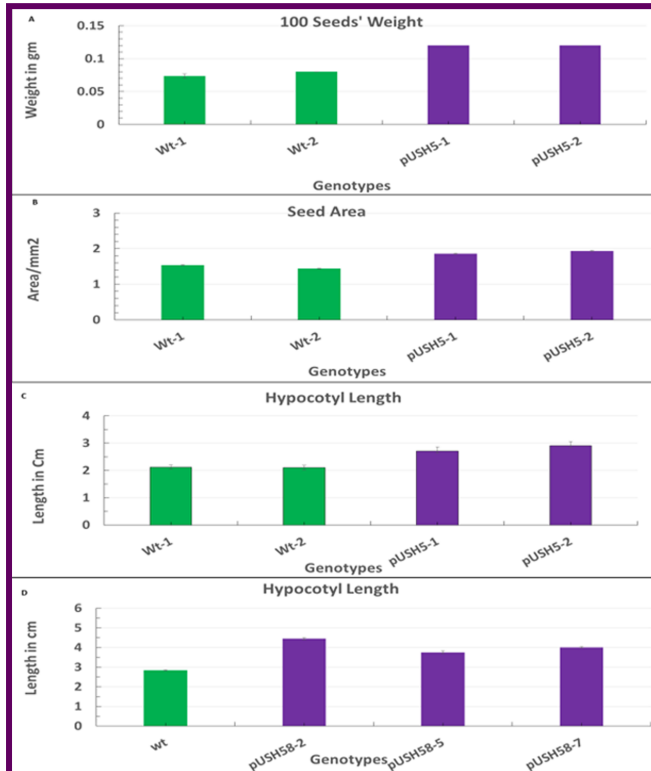 A
100 Seeds' Weight
Weight in gm
0.15
0.1
0.05
0
Wt-1
Wt-2
pUSH5-1
pUSH5-2
Genotypes
B
Seed Area
Area/mm2
3
2
1
0
Wt-1
Wt-2
pUSH5-1
pUSH5-2
Genotypes
C
Hypocotyl Length
Length in Cm
4
3
2
1
0
Wt-1
Wt-2
pUSH5-1
pUSH5-2
Genotypes
D
Hypocotyl Length
Length in cm
6
5
4
3
2
1
0
wt
pUSH58-2
pUSH58-5
pUSH58-7
Genotypes